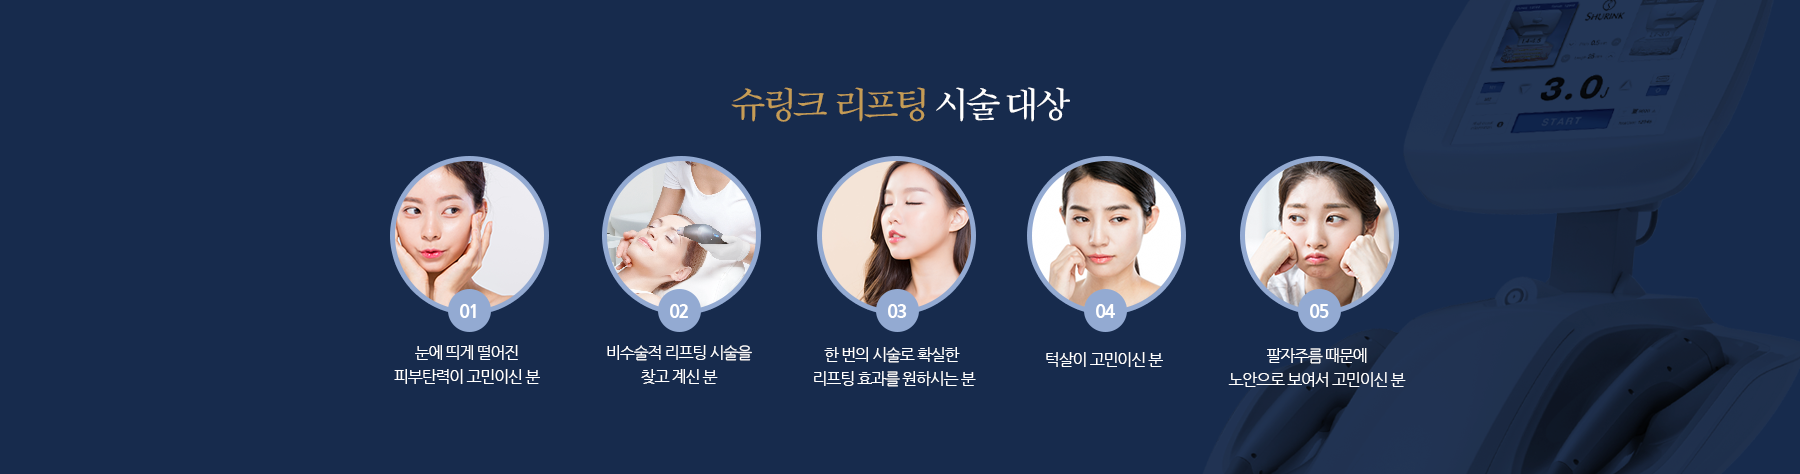 SHURINK
3.0J
START
슈링크 리프팅 시술 대상
01
눈에 띄게 떨어진
피부탄력이 고민이신 분
02
비수술적 리프팅 시술을
찾고 계신 분
03
한 번의 시술로 확실한
리프팅 효과를 원하시는 분
04
턱살이 고민이신 분
05
팔자주름 때문에
노안으로 보여서 고민이신 분